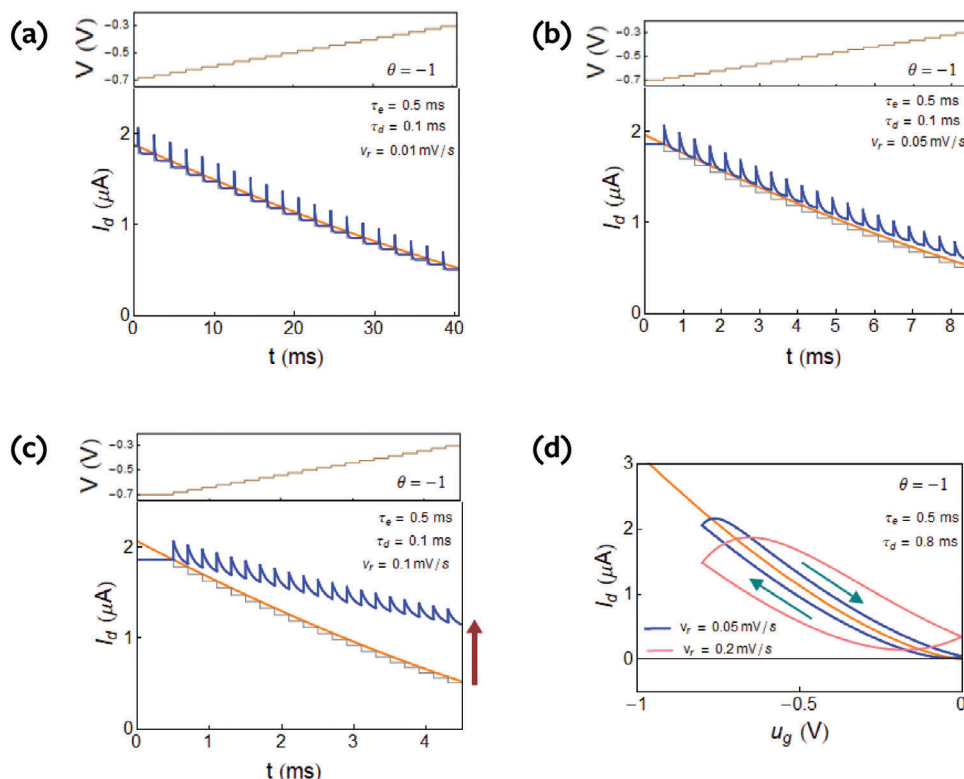 (a)
V (V)
−0.3
−0.5
−0.7
θ = −1
τe = 0.5 ms
τd = 0.1 ms
vr = 0.01 mV/s
Id (μA)
2
1
0
0 10 20 30 40
t (ms)
(b)
V (V)
−0.3
−0.5
−0.7
θ = −1
τe = 0.5 ms
τd = 0.1 ms
vr = 0.05 mV/s
Id (μA)
2
1
0
0 1 2 3 4 5 6 7 8
t (ms)
(c)
V (V)
−0.3
−0.5
−0.7
θ = −1
τe = 0.5 ms
τd = 0.1 ms
vr = 0.1 mV/s
Id (μA)
2
1
0
0 1 2 3 4
t (ms)
(d)
θ = −1
τe = 0.5 ms
τd = 0.8 ms
Id (μA)
3
2
1
0
vr = 0.05 mV/s
vr = 0.2 mV/s
−1 −0.5 0
ug (V)